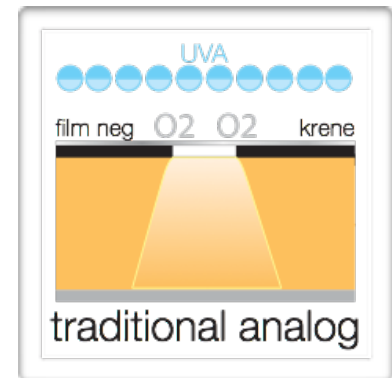 UVA
film neg O2 O2 krene
traditional analog